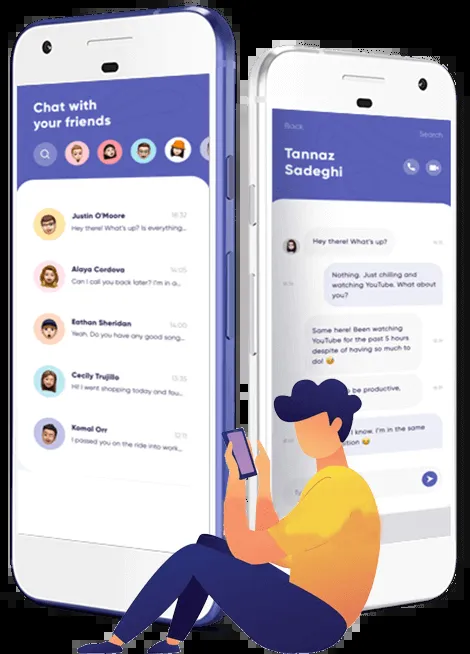 Chat with
your friends
Justin O'Moore 16:32
Hey there! What's up? Is everything...
Alaya Cordova 14:05
Can I call you back later? I'm in a...
Eathan Sheridan 14:00
Yeah. Do you have any good song...
Cecily Trujillo 13:35
Hi! I went shopping today and fou...
Komal Orr 12:11
I passed you on the ride into work...
Back Search
Tannaz
Sadeghi
Hey there! What's up?
Nothing. Just chilling and
watching YouTube. What about
you?
Some here! Been watching
YouTube for the past 5 hours
despite of having so much to
do! 😅
be productive,
I know. I'm in the same